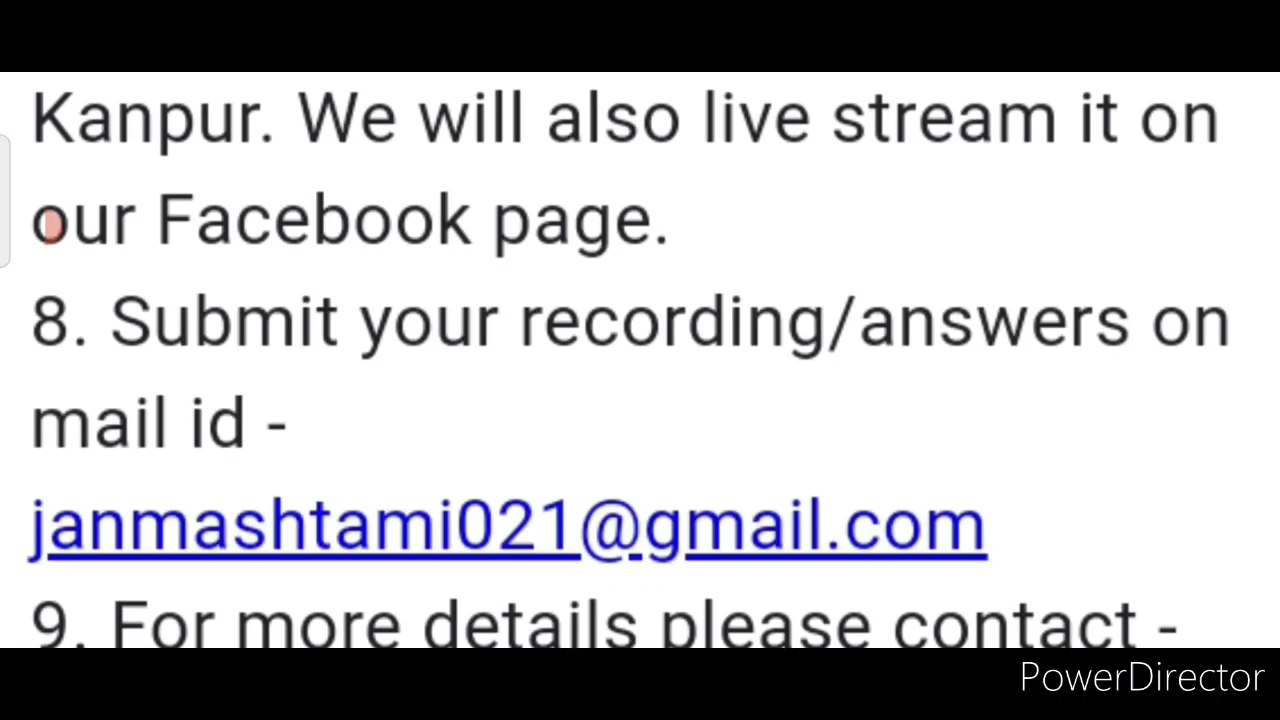 Kanpur. We will also live stream it on
our Facebook page.
8. Submit your recording/answers on
mail id -
janmashtami021@gmail.com
9. For more details please contact -
PowerDirector